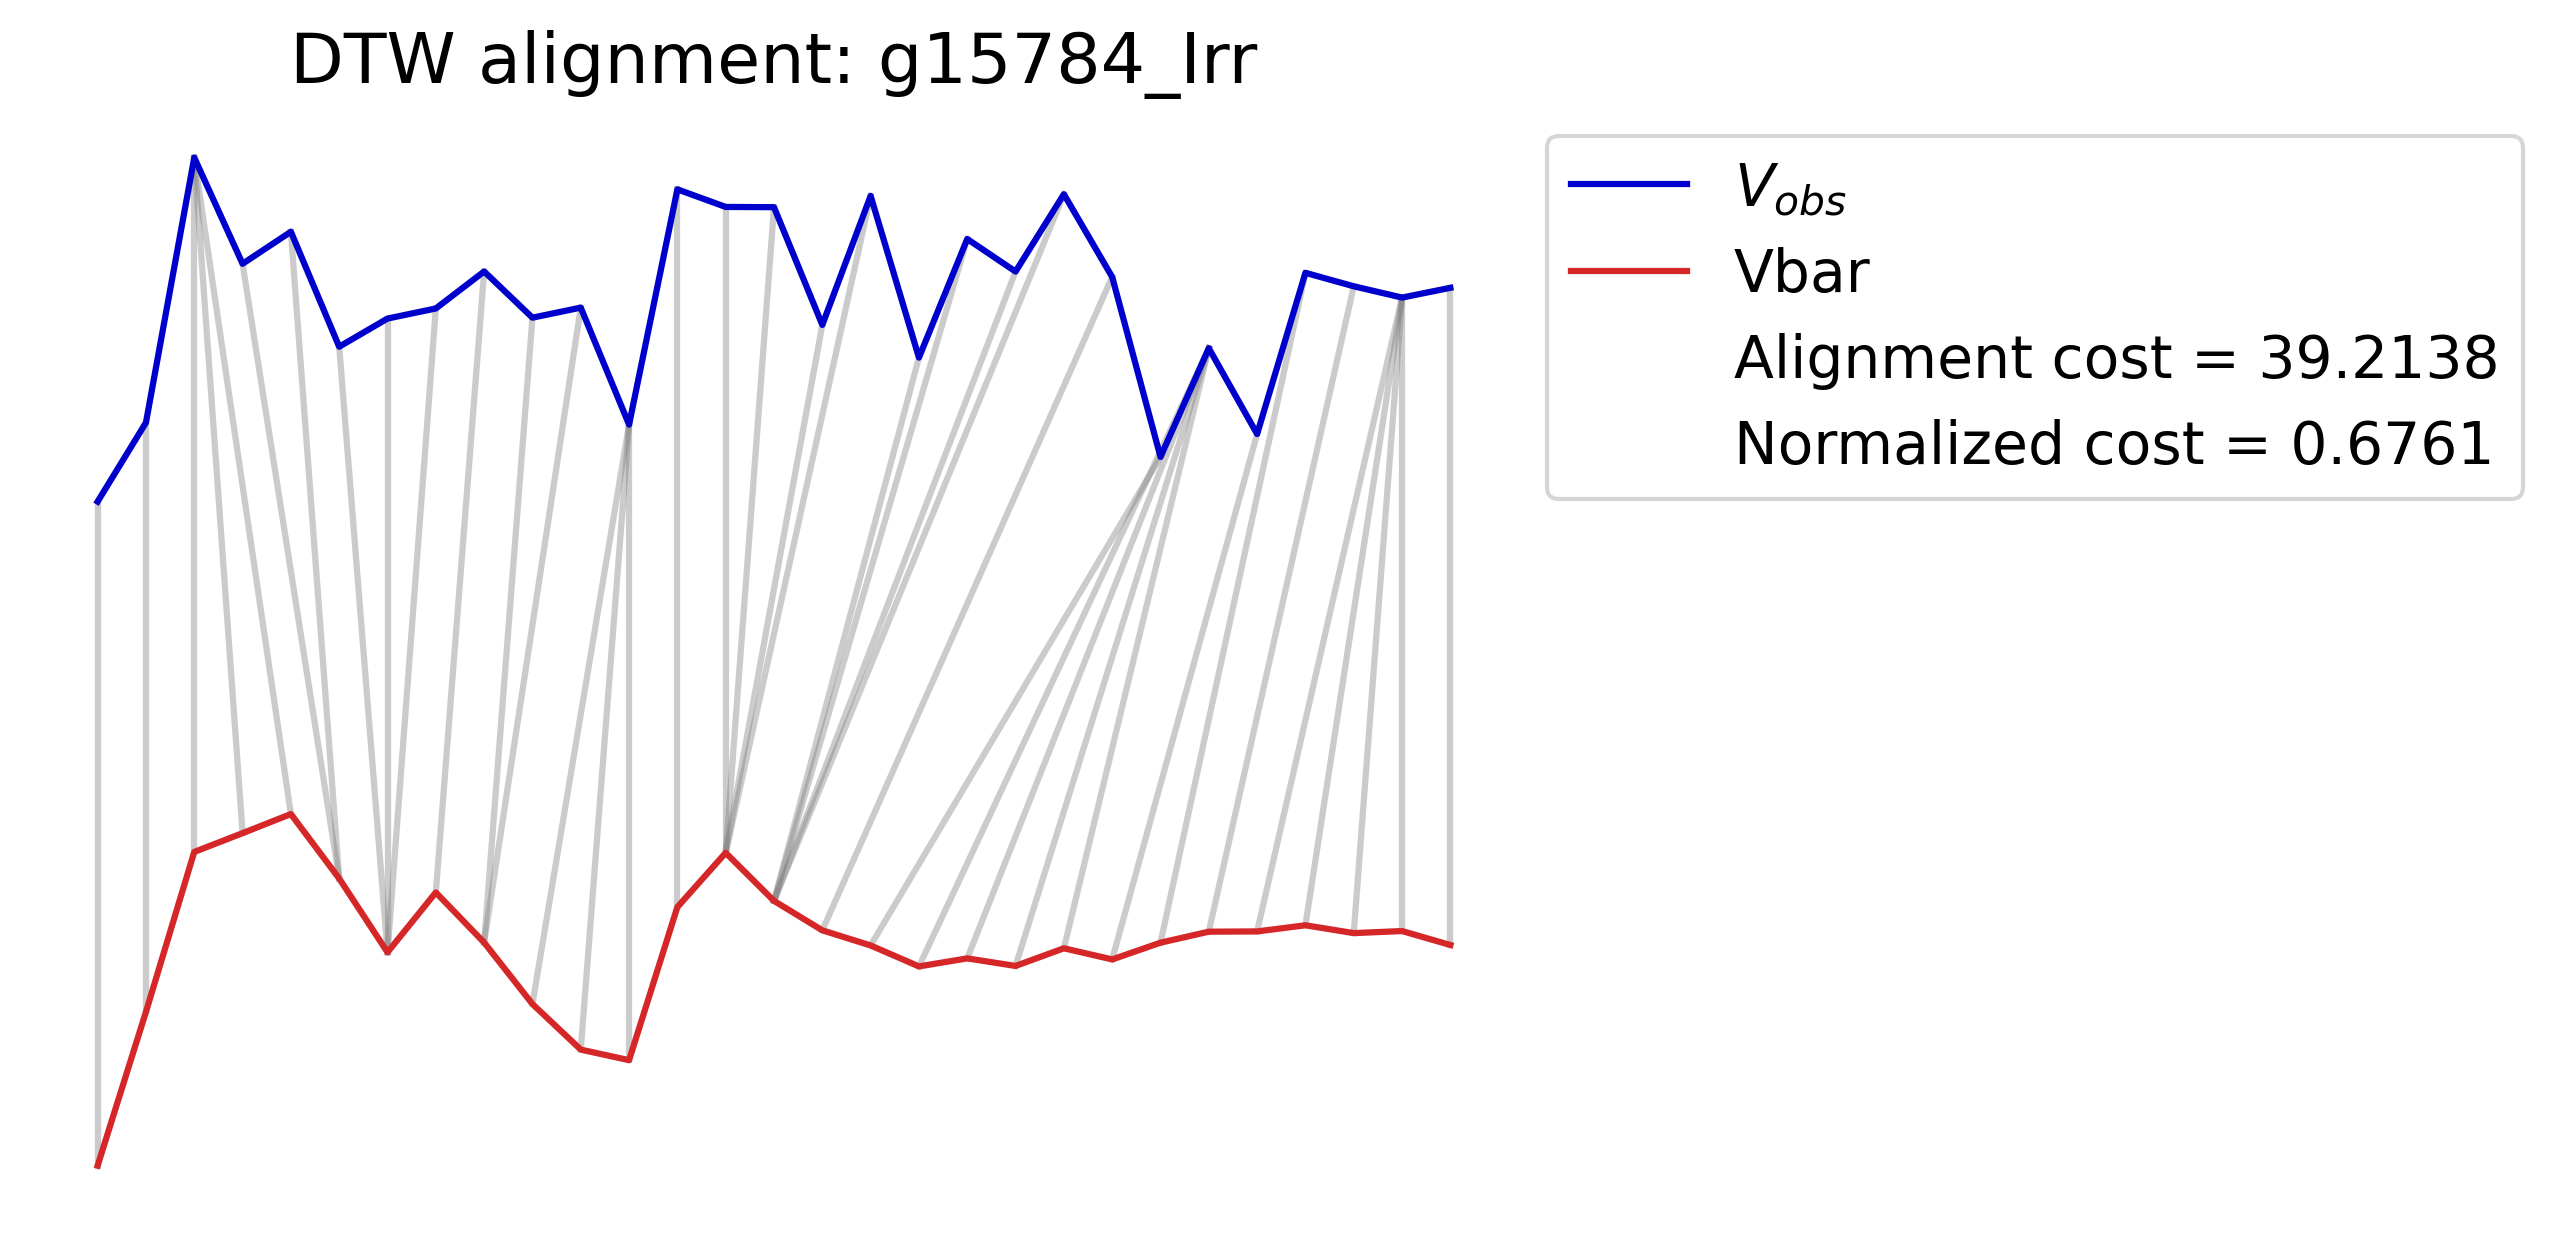 DTW alignment: g15784_Irr
V_obs
Vbar
Alignment cost = 39.2138
Normalized cost = 0.6761